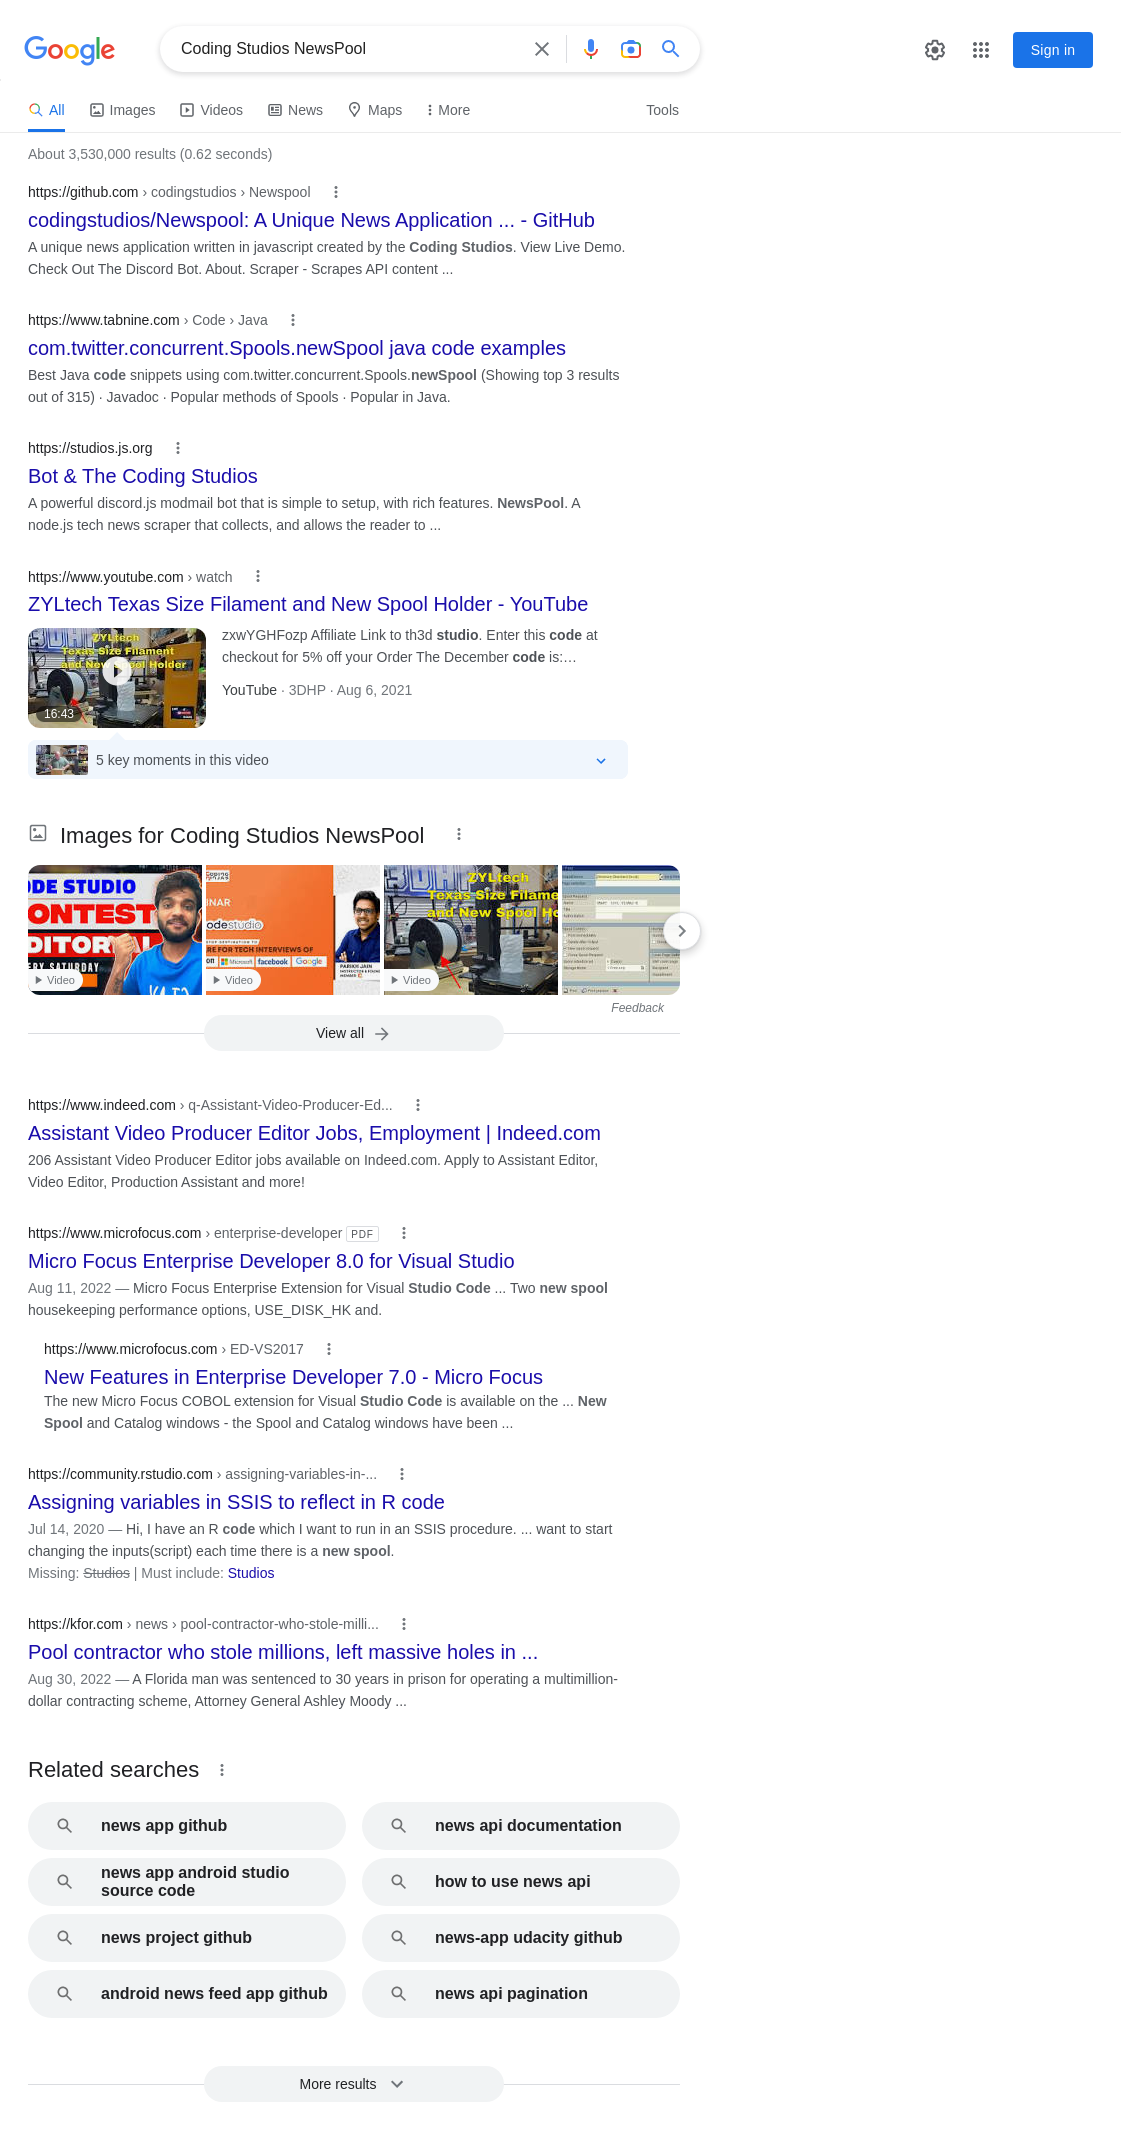 Google
Coding Studios NewsPool
Sign in
All
Images
Videos
News
Maps
More
Tools
About 3,530,000 results (0.62 seconds)
https://github.com › codingstudios › Newspool
codingstudios/Newspool: A Unique News Application ... - GitHub
A unique news application written in javascript created by the Coding Studios. View Live Demo.
Check Out The Discord Bot. About. Scraper - Scrapes API content ...
https://www.tabnine.com › Code › Java
com.twitter.concurrent.Spools.newSpool java code examples
Best Java code snippets using com.twitter.concurrent.Spools.newSpool (Showing top 3 results
out of 315) · Javadoc · Popular methods of Spools · Popular in Java.
https://studios.js.org
Bot & The Coding Studios
A powerful discord.js modmail bot that is simple to setup, with rich features. NewsPool. A
node.js tech news scraper that collects, and allows the reader to ...
https://www.youtube.com › watch
ZYLtech Texas Size Filament and New Spool Holder - YouTube
ZYLtech
Texas Size Filament
and New Spool Holder
16:43
zxwYGHFozp Affiliate Link to th3d studio. Enter this code at
checkout for 5% off your Order The December code is:…
YouTube · 3DHP · Aug 6, 2021
5 key moments in this video
Images for Coding Studios NewsPool
ODE STUDIO
CONTEST
DITORIAL
ERY SATURDAY
Video
Coding
Ninjas
INAR
odestudio
RE FOR TECH INTERVIEWS OF
on
Microsoft
facebook
Google
PARIKH JAIN
Video
3DH
ZYLtech
Texas Size Filame
and New Spool Ho
Video
Feedback
View all
https://www.indeed.com › q-Assistant-Video-Producer-Ed...
Assistant Video Producer Editor Jobs, Employment | Indeed.com
206 Assistant Video Producer Editor jobs available on Indeed.com. Apply to Assistant Editor,
Video Editor, Production Assistant and more!
https://www.microfocus.com › enterprise-developer PDF
Micro Focus Enterprise Developer 8.0 for Visual Studio
Aug 11, 2022 — Micro Focus Enterprise Extension for Visual Studio Code ... Two new spool
housekeeping performance options, USE_DISK_HK and.
https://www.microfocus.com › ED-VS2017
New Features in Enterprise Developer 7.0 - Micro Focus
The new Micro Focus COBOL extension for Visual Studio Code is available on the ... New
Spool and Catalog windows - the Spool and Catalog windows have been ...
https://community.rstudio.com › assigning-variables-in-...
Assigning variables in SSIS to reflect in R code
Jul 14, 2020 — Hi, I have an R code which I want to run in an SSIS procedure. ... want to start
changing the inputs(script) each time there is a new spool.
Missing: Studios | Must include: Studios
https://kfor.com › news › pool-contractor-who-stole-milli...
Pool contractor who stole millions, left massive holes in ...
Aug 30, 2022 — A Florida man was sentenced to 30 years in prison for operating a multimillion-
dollar contracting scheme, Attorney General Ashley Moody ...
Related searches
news app github
news api documentation
news app android studio
source code
how to use news api
news project github
news-app udacity github
android news feed app github
news api pagination
More results